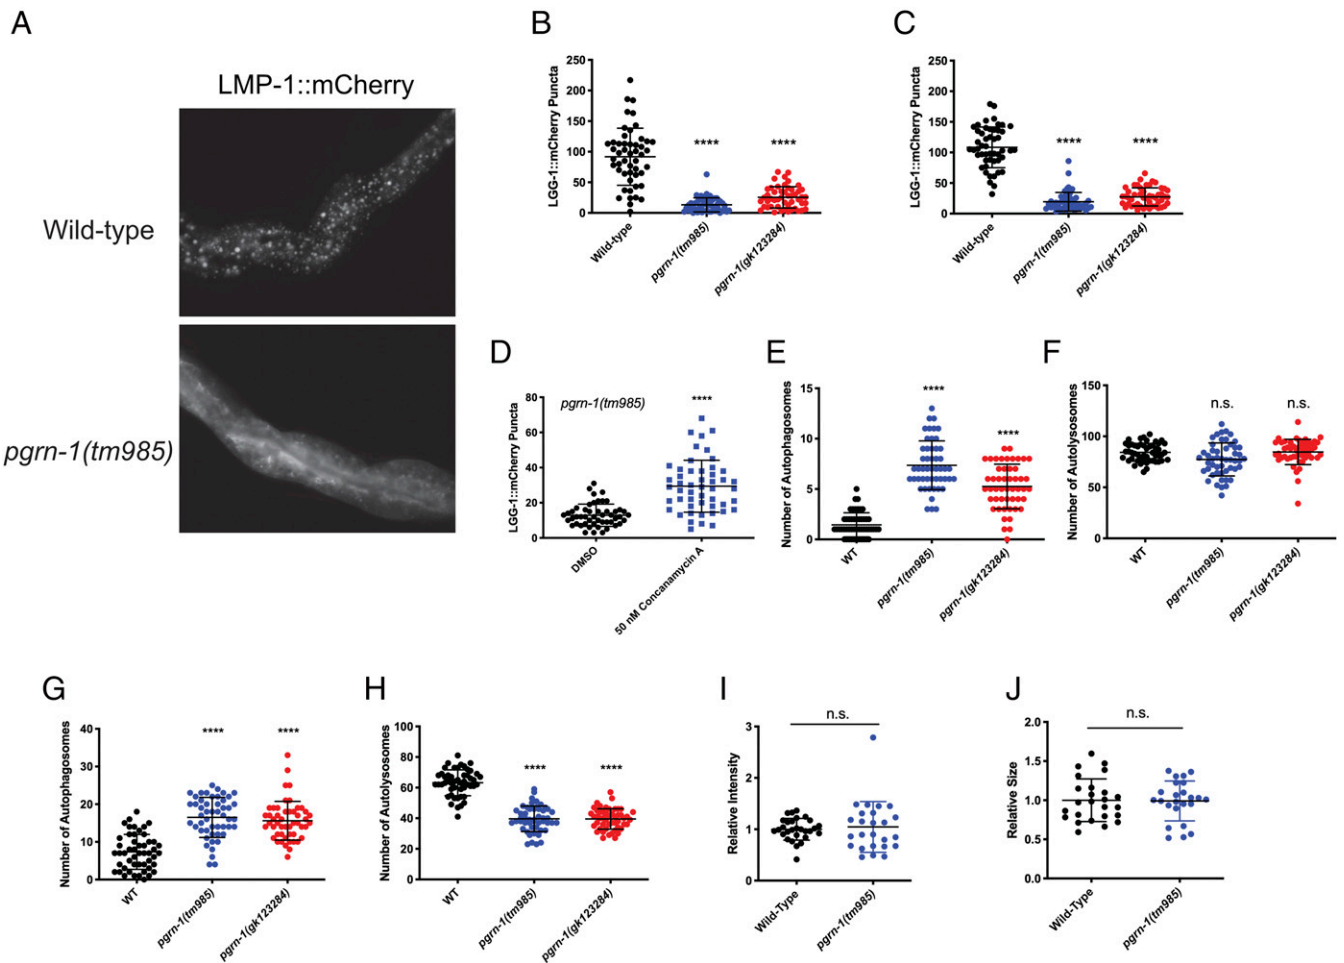 A
LMP-1::mCherry
Wild-type
pgrn-1(tm985)
B
LGG-1::mCherry Puncta
250
200
150
100
50
0
****
****
Wild-type
pgrn-1(tm985)
pgrn-1(gk123284)
C
LGG-1::mCherry Puncta
250
200
150
100
50
0
****
****
Wild-type
pgrn-1(tm985)
pgrn-1(gk123284)
D
LGG-1::mCherry Puncta
80
60
40
20
0
pgrn-1(tm985)
****
DMSO
50 nM Concanamycin A
E
Number of Autophagosomes
15
10
5
0
****
****
WT
pgrn-1(tm985)
pgrn-1(gk123284)
F
Number of Autolysosomes
150
100
50
0
n.s.
n.s.
WT
pgrn-1(tm985)
pgrn-1(gk123284)
G
Number of Autophagosomes
40
30
20
10
0
****
****
WT
pgrn-1(tm985)
pgrn-1(gk123284)
H
Number of Autolysosomes
100
80
60
40
20
0
****
****
WT
pgrn-1(tm985)
pgrn-1(gk123284)
I
Relative Intensity
3
2
1
0
n.s.
Wild-Type
pgrn-1(tm985)
J
Relative Size
2.0
1.5
1.0
0.5
0.0
n.s.
Wild-Type
pgrn-1(tm985)